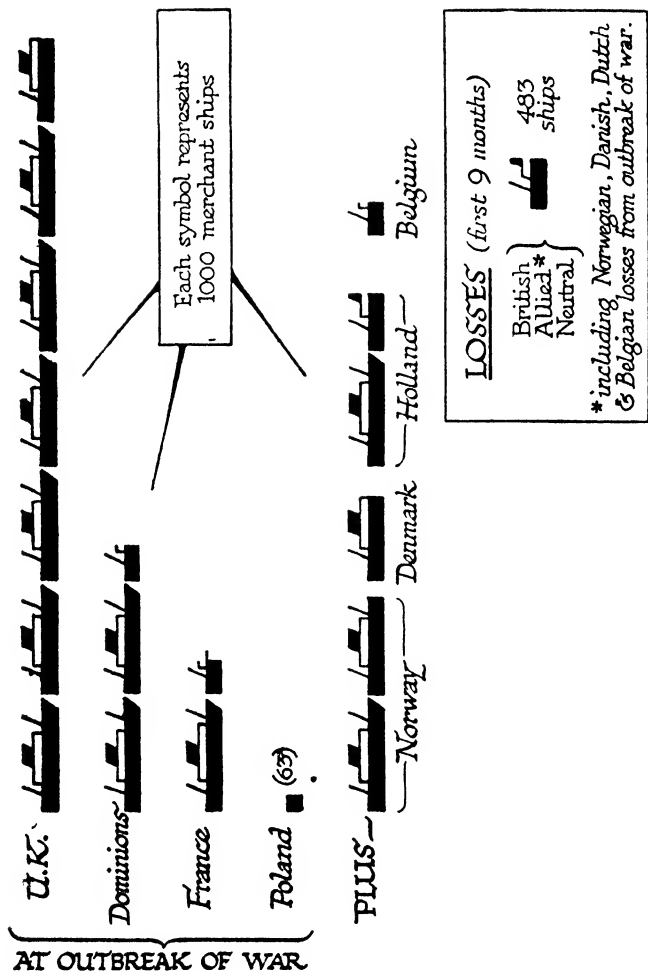 AT OUTBREAK OF WAR
U.K.
Dominions
France
Poland (63)
Each symbol represents
1000 merchant ships
PLUS—
Norway
Denmark
Holland
Belgium
LOSSES (first 9 months)
British
Allied*
Neutral
483
ships
*including Norwegian, Danish, Dutch
& Belgian losses from outbreak of war.